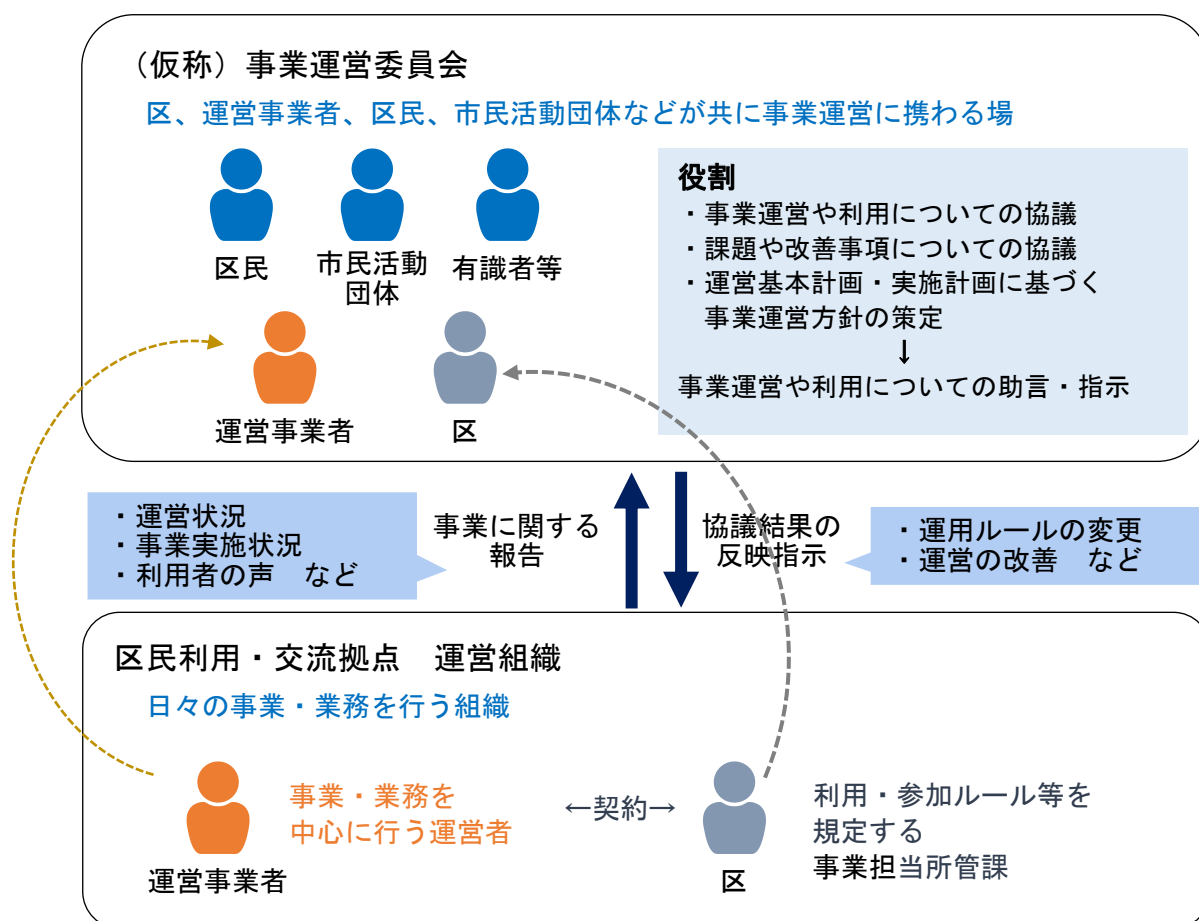 （仮称）事業運営委員会
区、運営事業者、区民、市民活動団体などが共に事業運営に携わる場
区民
市民活動
団体
有識者等
運営事業者
区
役割
・事業運営や利用についての協議
・課題や改善事項についての協議
・運営基本計画・実施計画に基づく
事業運営方針の策定
↓
事業運営や利用についての助言・指示
・運営状況
・事業実施状況
・利用者の声　など
事業に関する
報告
協議結果の
反映指示
・運用ルールの変更
・運営の改善　など
区民利用・交流拠点　運営組織
日々の事業・業務を行う組織
運営事業者
事業・業務を
中心に行う運営者
←契約→
区
利用・参加ルール等を
規定する
事業担当所管課